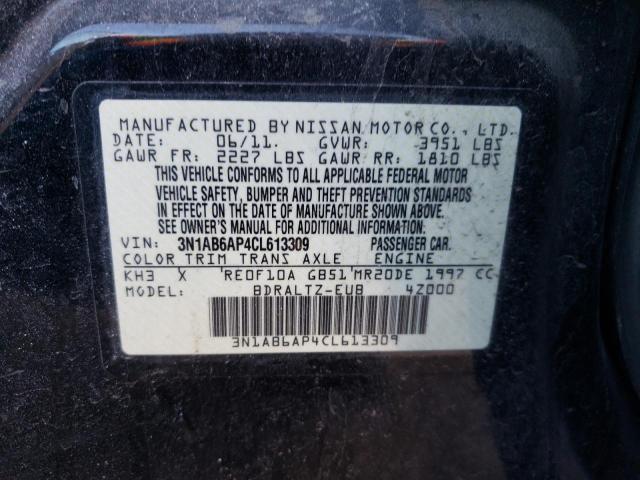 MANUFACTURED BY NISSAN MOTOR CO., LTD.
DATE: 06/11. GVWR: 3951 LBS
GAWR FR: 2227 LBS GAWR RR: 1810 LBS
THIS VEHICLE CONFORMS TO ALL APPLICABLE FEDERAL MOTOR
VEHICLE SAFETY, BUMPER AND THEFT PREVENTION STANDARDS
IN EFFECT ON THE DATE OF MANUFACTURE SHOWN ABOVE.
SEE OWNER'S MANUAL FOR ADDITIONAL INFORMATION.
VIN: 3N1AB6AP4CL613309 PASSENGER CAR.
COLOR TRIM TRANS AXLE ENGINE
KH3 X 'RE0F10A GB51'MR20DE 1997 CC
MODEL: BDRALTZ-EUB 4Z000
3N1AB6AP4CL613309